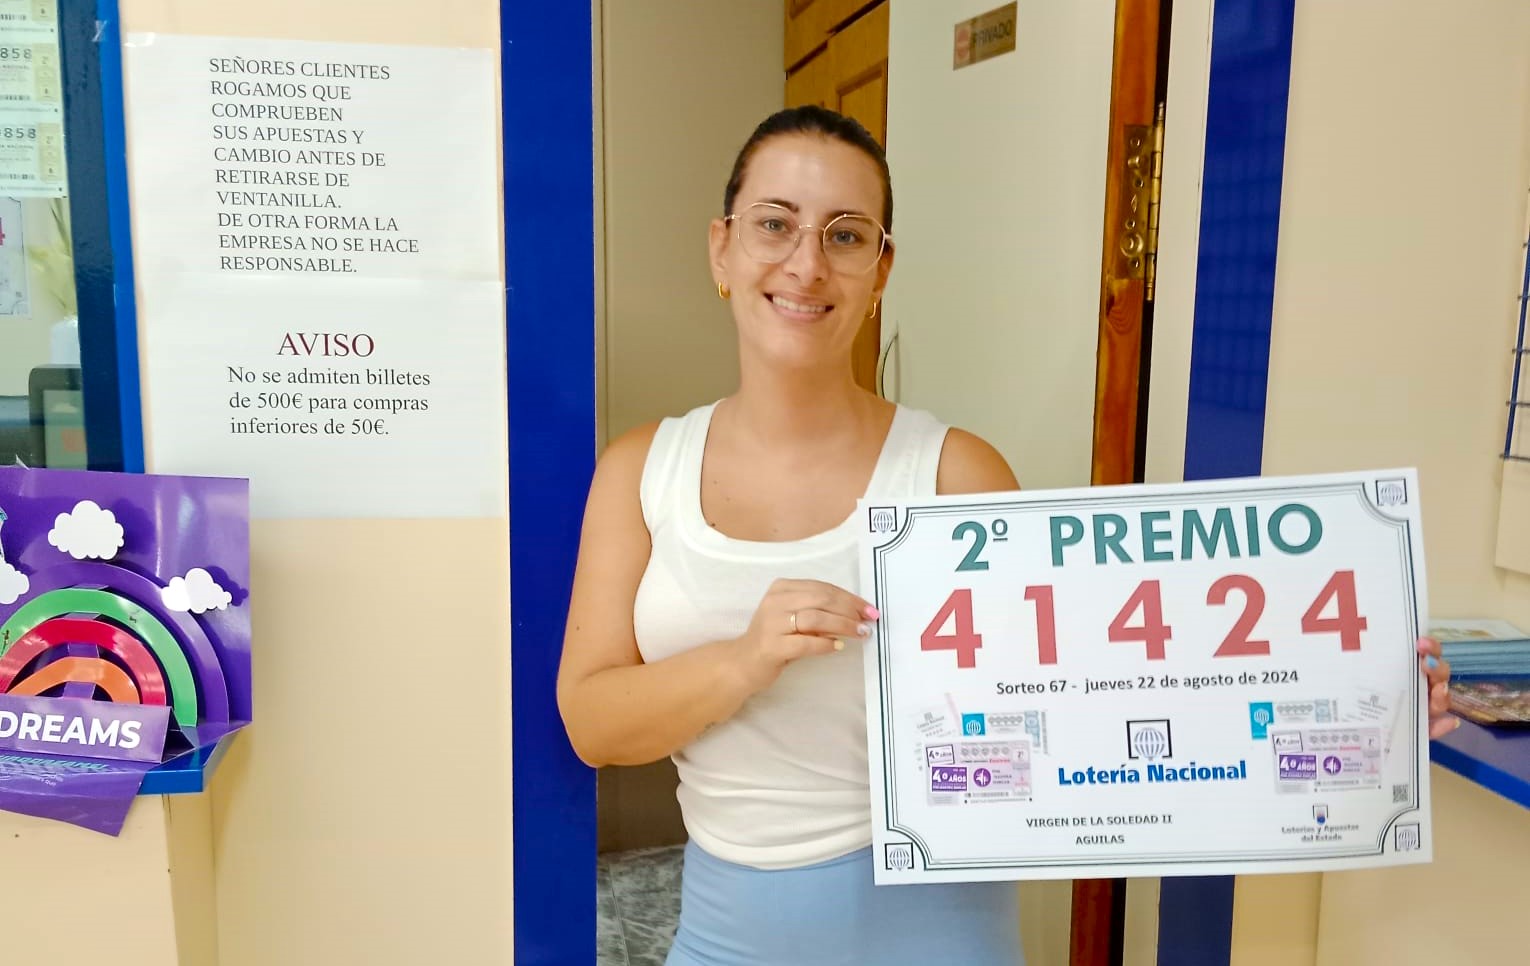 858
858
SEÑORES CLIENTES
ROGAMOS QUE
COMPRUEBEN
SUS APUESTAS Y
CAMBIO ANTES DE
RETIRARSE DE
VENTANILLA.
DE OTRA FORMA LA
EMPRESA NO SE HACE
RESPONSABLE.
AVISO
No se admiten billetes
de 500€ para compras
inferiores de 50€.
DREAMS
PRIVADO
2º PREMIO
41424
Sorteo 67 - jueves 22 de agosto de 2024
Lotería Nacional
VIRGEN DE LA SOLEDAD II
AGUILAS
Loterías y Apuestas
del Estado